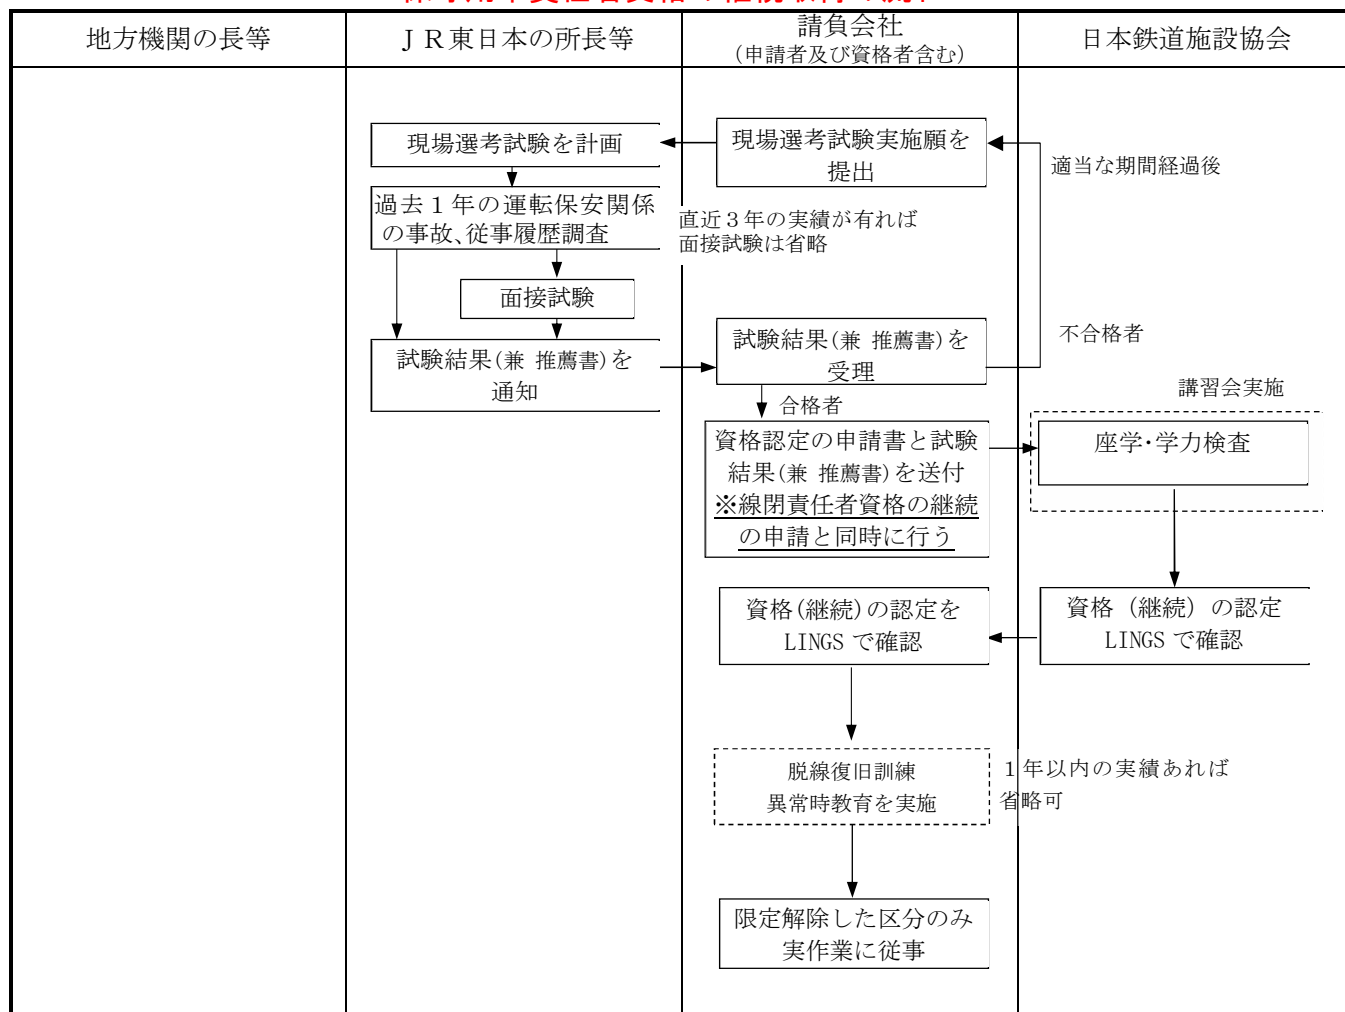 地方機関の長等
ＪＲ東日本の所長等
請負会社
(申請者及び資格者含む)
日本鉄道施設協会
現場選考試験を計画
現場選考試験実施願を
提出
適当な期間経過後
過去１年の運転保安関係
の事故、従事履歴調査
直近３年の実績が有れば
面接試験は省略
面接試験
試験結果(兼 推薦書)を
通知
試験結果(兼 推薦書)を
受理
不合格者
合格者
講習会実施
資格認定の申請書と試験
結果(兼 推薦書)を送付
※線閉責任者資格の継続
の申請と同時に行う
座学・学力検査
資格(継続)の認定を
LINGS で確認
資格（継続）の認定
LINGS で確認
脱線復旧訓練
異常時教育を実施
１年以内の実績あれば
省略可
限定解除した区分のみ
実作業に従事